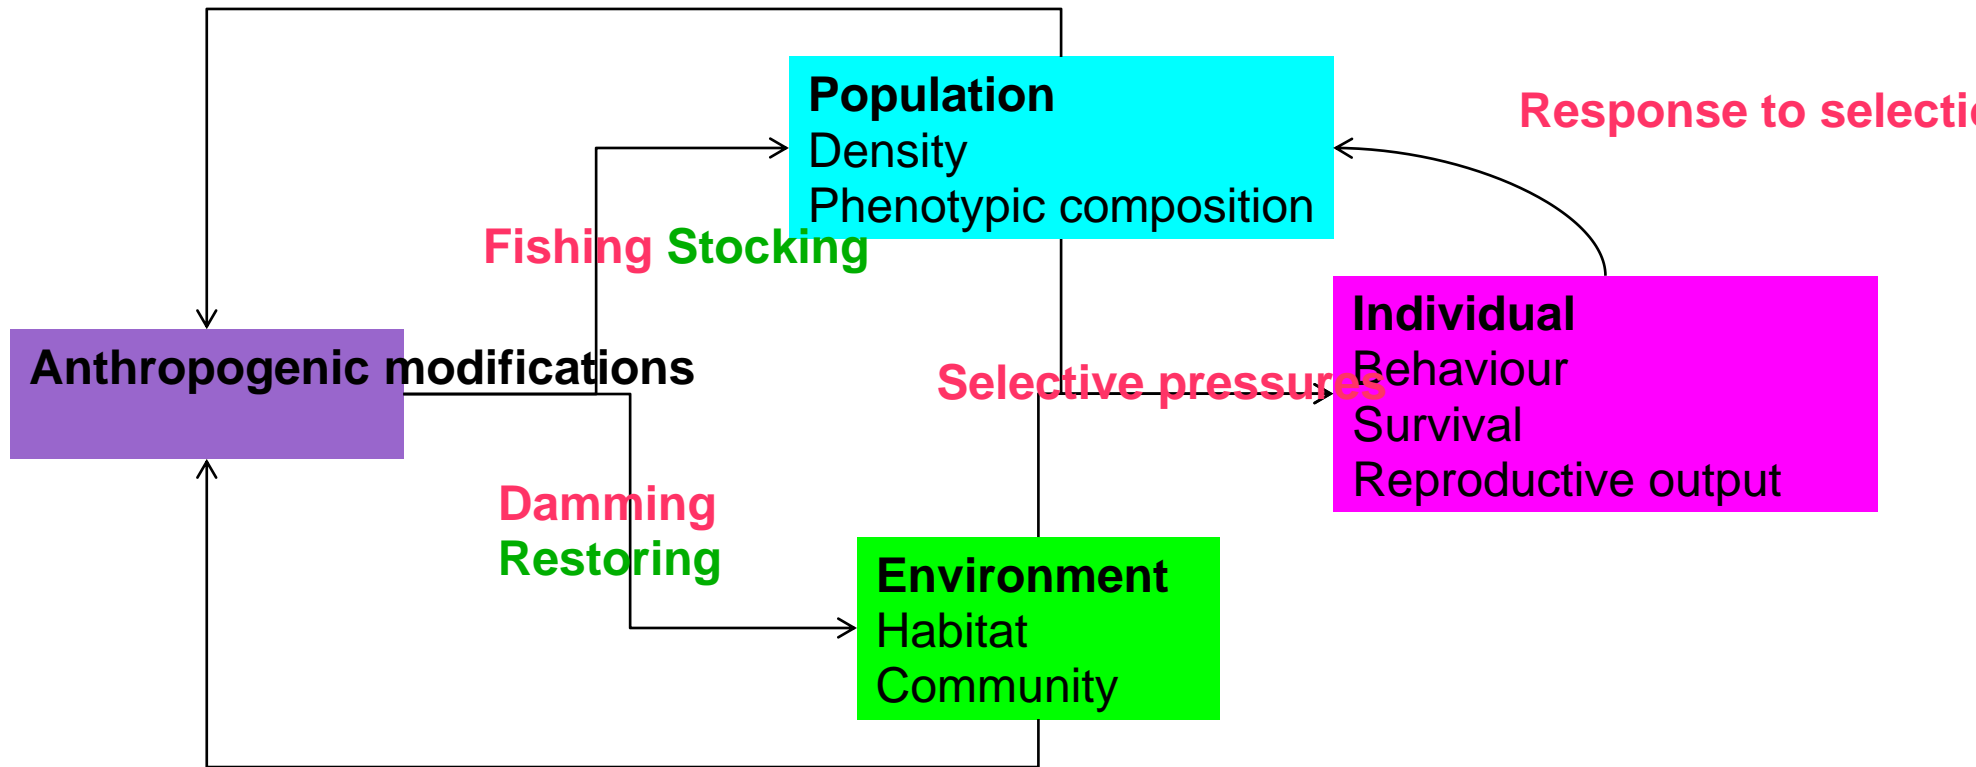 Population
Density
Phenotypic composition
Response to selectio
Fishing Stocking
Anthropogenic modifications
Selective pressures
Individual
Behaviour
Survival
Reproductive output
Damming
Restoring
Environment
Habitat
Community